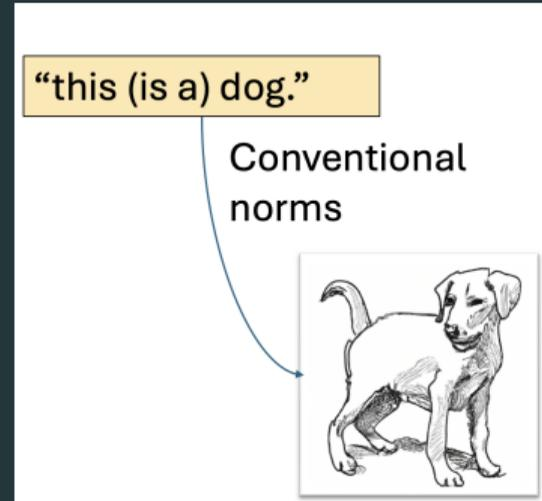 “this (is a) dog.”
Conventional
norms